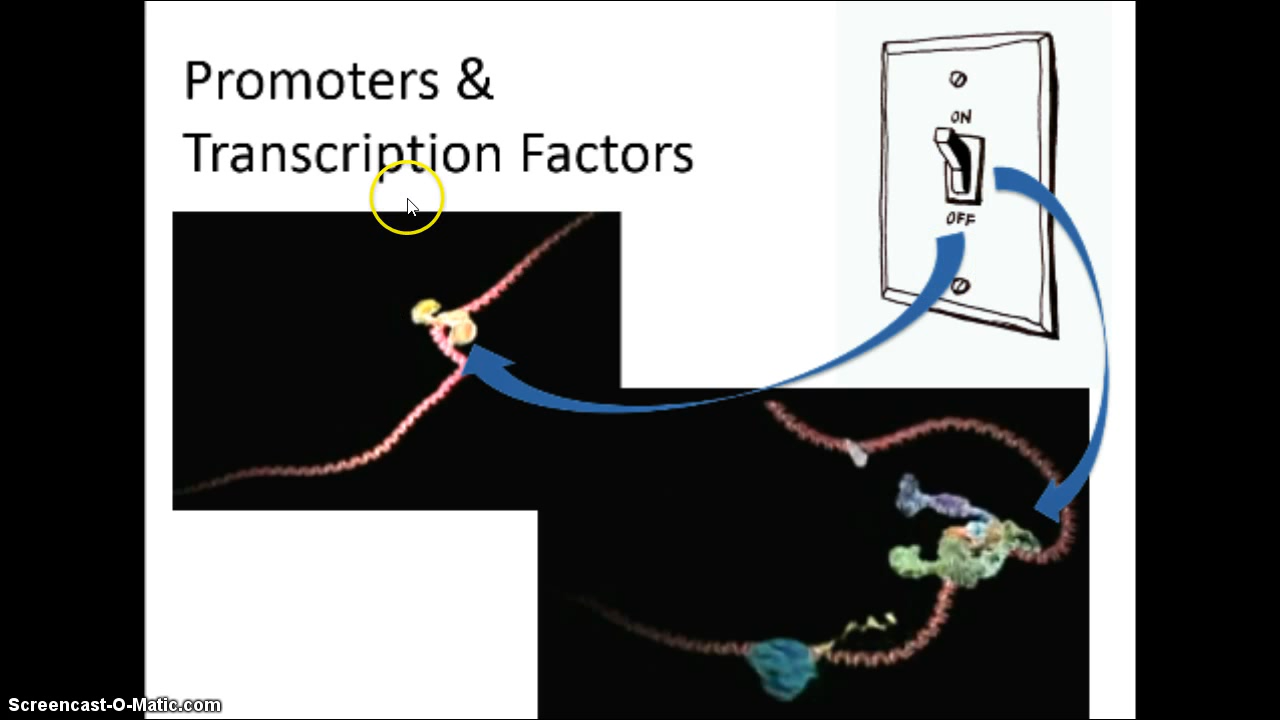 Promoters &
Transcription Factors
ON
OFF
Screencast-O-Matic.com